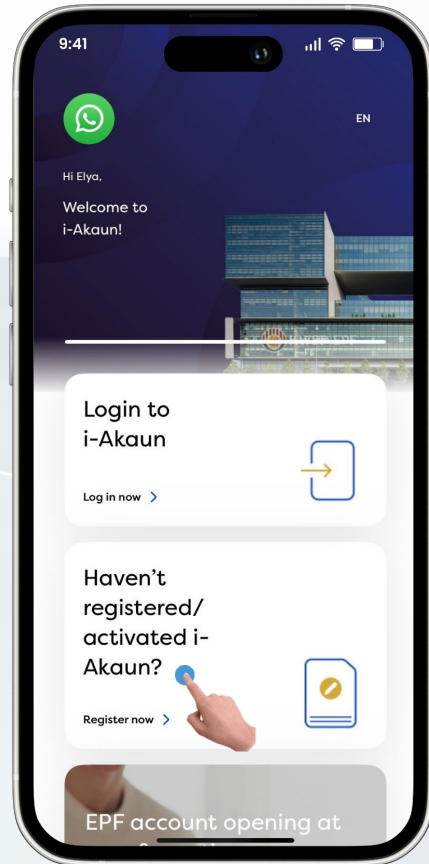 9:41
EN
Hi Elya,
Welcome to
i-Akaun!
Login to
i-Akaun
Log in now
Haven't
registered/
activated i-
Akaun?
Register now
EPF account opening at